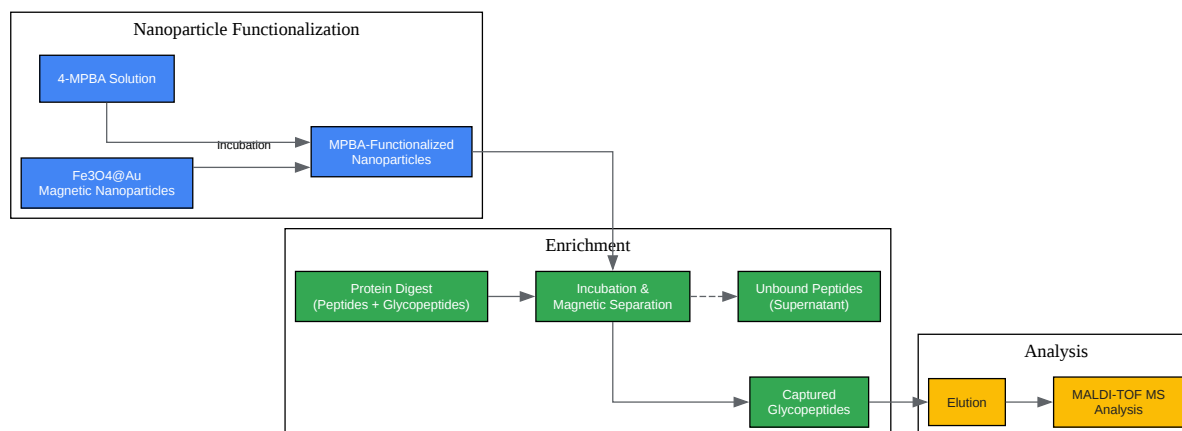 Nanoparticle Functionalization
4-MPBA Solution
Incubation
MPBA-Functionalized
Nanoparticles
Fe3O4@Au
Magnetic Nanoparticles
Enrichment
Protein Digest
(Peptides + Glycopeptides)
Incubation &
Magnetic Separation
Unbound Peptides
(Supernatant)
Captured
Glycopeptides
Analysis
Elution
MALDI-TOF MS
Analysis